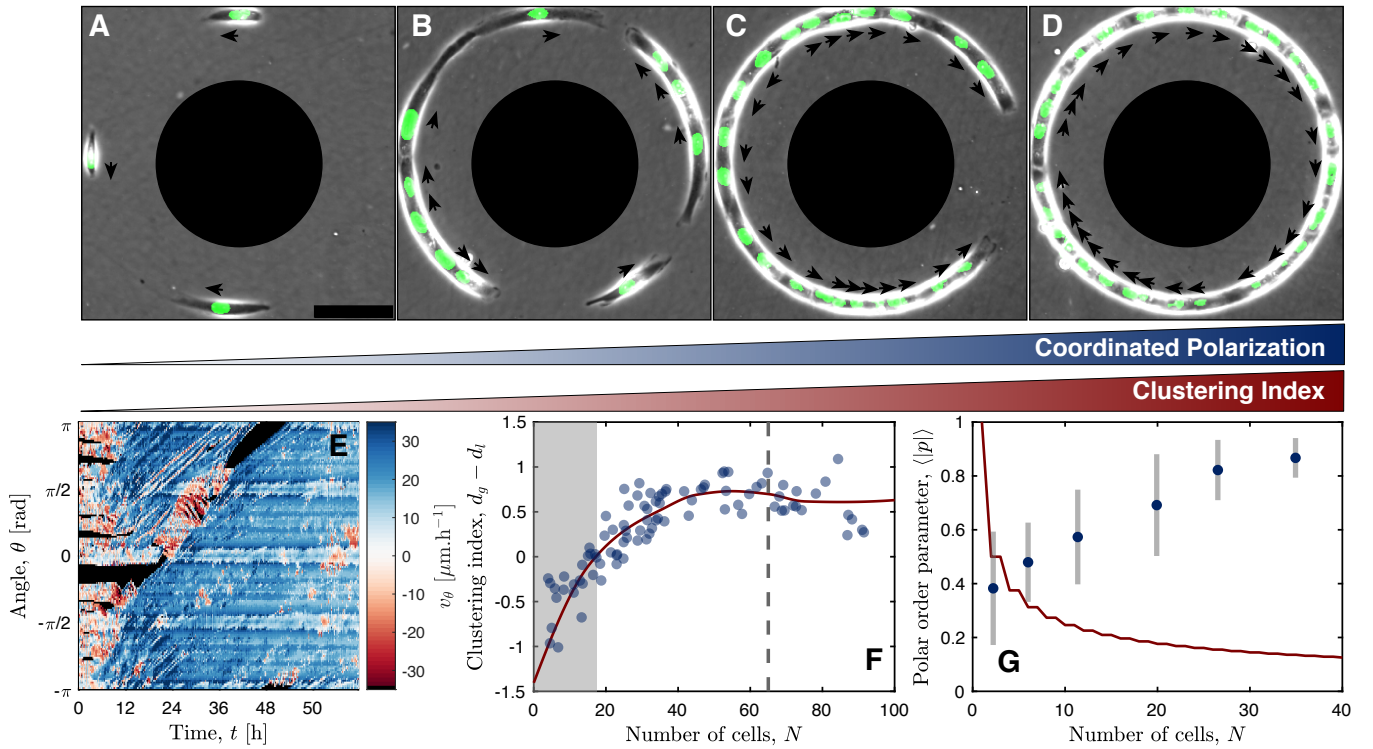 A
B
C
D
Coordinated Polarization
Clustering Index
E
π
π/2
0
-π/2
-π
Angle, θ [rad]
0 12 24 36 48 50
Time, t [h]
30
20
10
0
-10
-20
-30
v_θ [μm.h⁻¹]
F
1.5
1
0.5
0
-0.5
-1
-1.5
Clustering index, d_g − d_l
0 20 40 60 80 100
Number of cells, N
G
1
0.8
0.6
0.4
0.2
0
Polar order parameter, ⟨|p|⟩
0 10 20 30 40
Number of cells, N